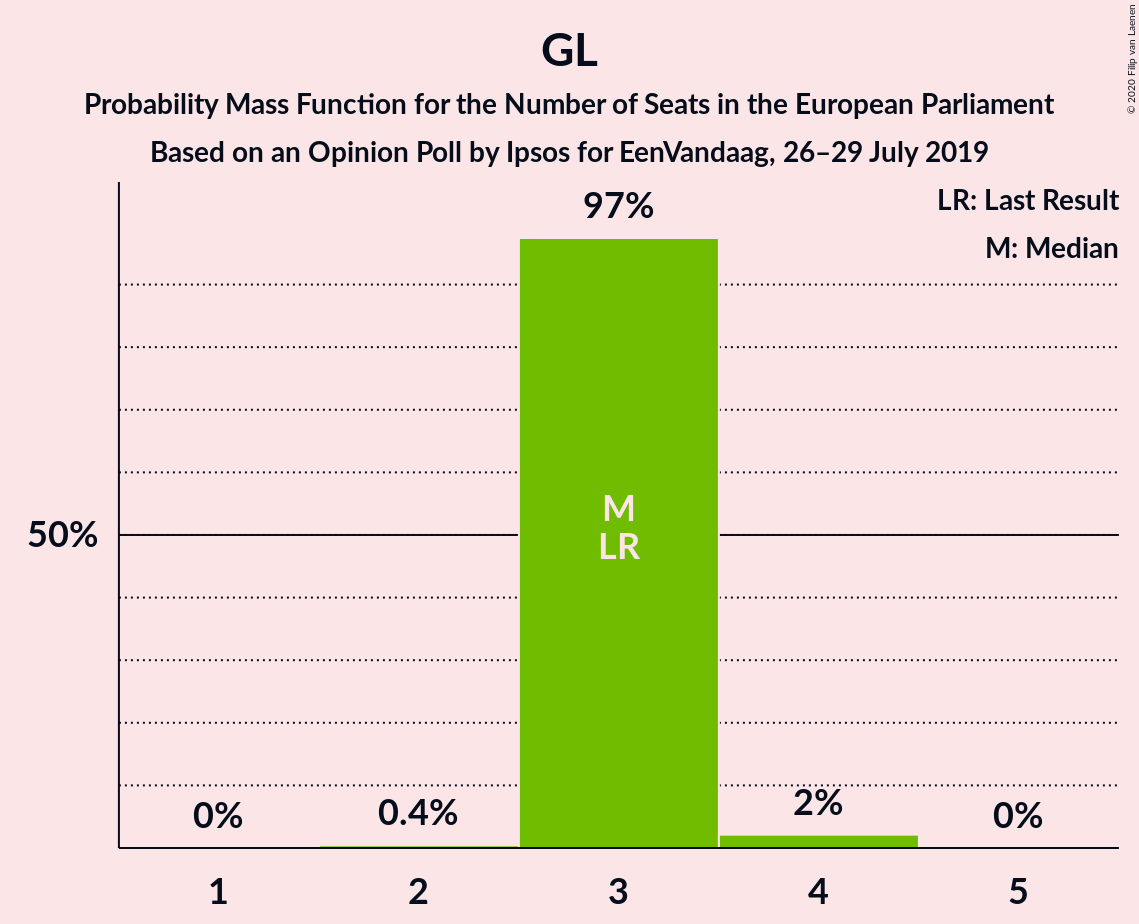 GL
Probability Mass Function for the Number of Seats in the European Parliament
Based on an Opinion Poll by Ipsos for EenVandaag, 26–29 July 2019
© 2020 Filip van Laenen
LR: Last Result
M: Median
97%
50%
M
LR
0%
0.4%
2%
0%
1
2
3
4
5